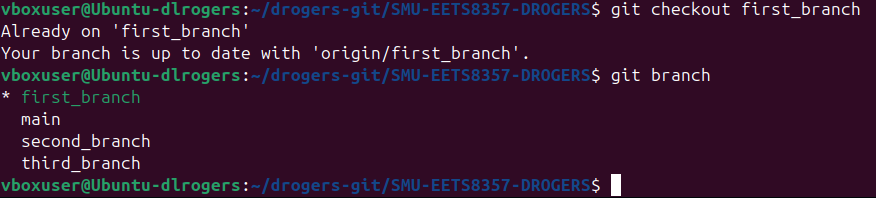 vboxuser@Ubuntu-dlrogers:~/drogers-git/SMU-EETS8357-DROGERS$ git checkout first_branch
Already on 'first_branch'
Your branch is up to date with 'origin/first_branch'.
vboxuser@Ubuntu-dlrogers:~/drogers-git/SMU-EETS8357-DROGERS$ git branch
* first_branch
  main
  second_branch
  third_branch
vboxuser@Ubuntu-dlrogers:~/drogers-git/SMU-EETS8357-DROGERS$